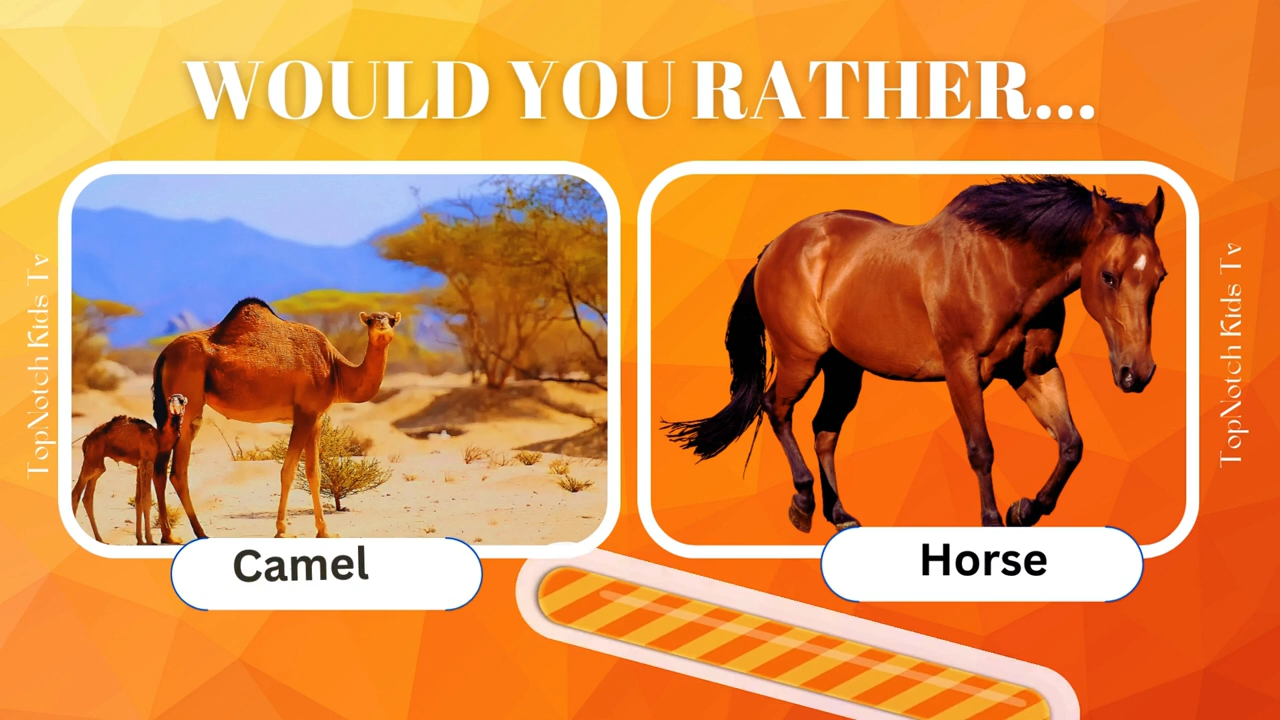 WOULD YOU RATHER...
TopNotch Kids Tv
TopNotch Kids Tv
Camel
Horse